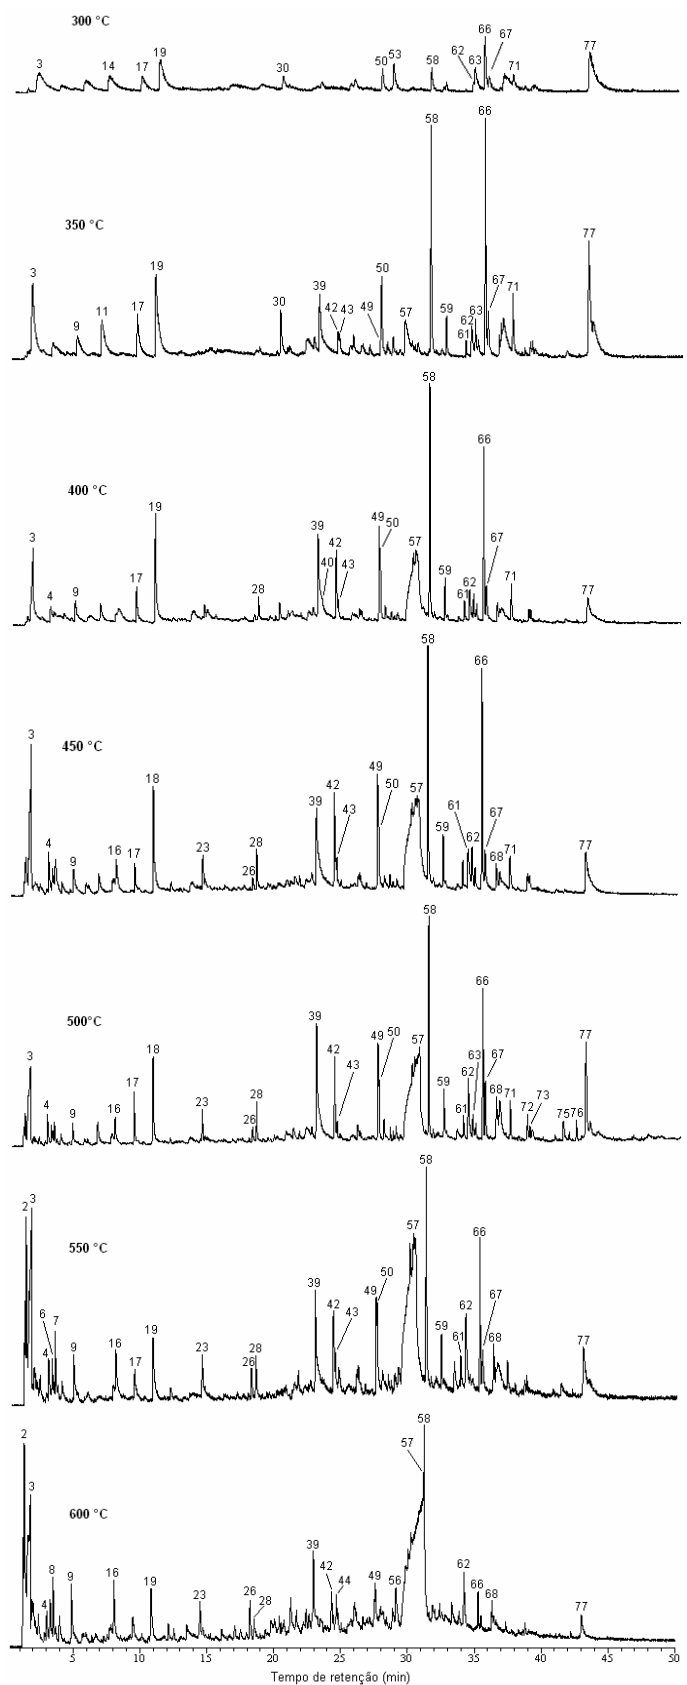 300 °C
3 14 17 19 30 50 53 58 62 63 66 67 71 77
350 °C
3 9 11 17 19 30 39 42 43 49 50 57 58 59 61 62 63 66 67 71 77
400 °C
3 4 9 17 19 28 39 40 42 43 49 50 57 58 59 61 62 66 67 71 77
450 °C
3 4 9 16 17 18 23 26 28 39 42 43 49 50 57 58 59 61 62 66 67 68 71 77
500°C
3 4 9 16 17 18 23 26 28 39 42 43 49 50 57 58 59 61 62 63 66 67 68 71 72 73 75 76 77
550 °C
2 3 4 6 7 9 16 17 19 23 26 28 39 42 43 49 50 57 58 59 61 62 66 67 68 77
600 °C
2 3 4 8 9 16 19 23 26 28 39 42 44 49 56 57 58 62 66 68 77
5 10 15 20 25 30 35 40 45 50
Tempo de retenção (min)